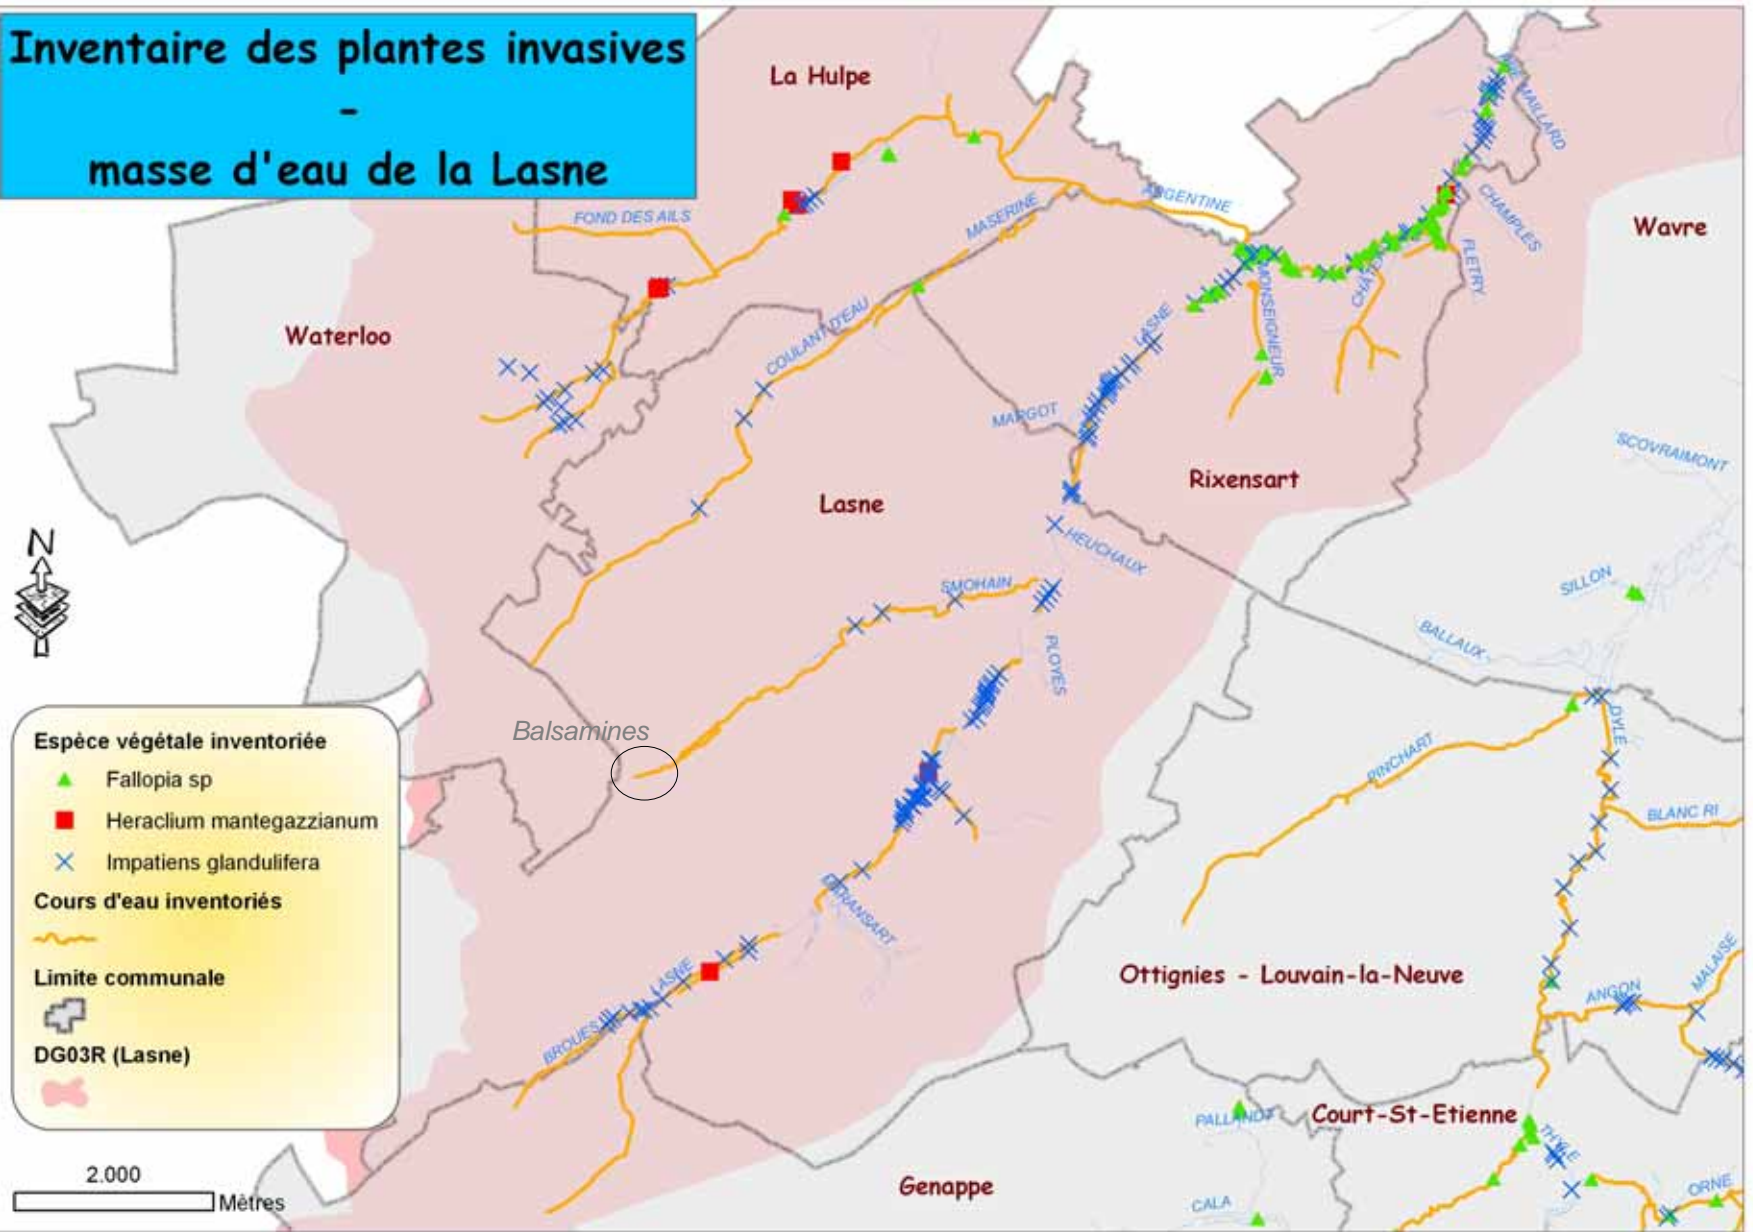 Inventaire des plantes invasives
-
masse d'eau de la Lasne
La Hulpe
MAILLARD
FOND DES AILS
MASERINE
ARGENTINE
CHAMPLES
Wavre
FLETRY
Waterloo
COULANT D'EAU
LASNE
MONSEIGNEUR
MARGOT
SCOVRAIMONT
Rixensart
Lasne
N
HEUCHAUX
SMOHAIN
SILLON
BALLAUX
PLOYES
Balsamines
DYLE
PINCHART
BLANC RI
Espèce végétale inventoriée
Fallopia sp
Heraclium mantegazzianum
Impatiens glandulifera
Cours d'eau inventoriés
Limite communale
DG03R (Lasne)
2.000
Mètres
LASNE
BROUES
Ottignies - Louvain-la-Neuve
ANGON
MALAISE
PALLANDT
Court-St-Etienne
THYLE
Genappe
CALA
ORNE